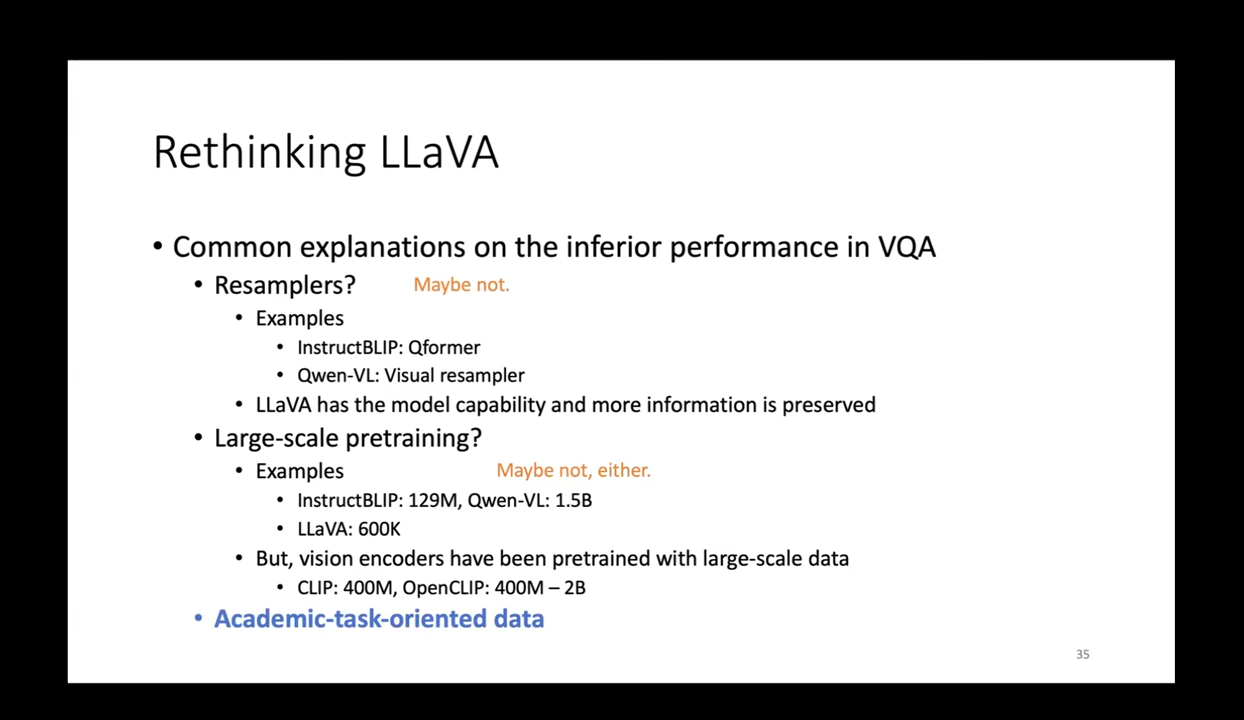 Rethinking LLaVA
• Common explanations on the inferior performance in VQA
• Resamplers? Maybe not.
• Examples
• InstructBLIP: Qformer
• Qwen-VL: Visual resampler
• LLaVA has the model capability and more information is preserved
• Large-scale pretraining?
• Examples Maybe not, either.
• InstructBLIP: 129M, Qwen-VL: 1.5B
• LLaVA: 600K
• But, vision encoders have been pretrained with large-scale data
• CLIP: 400M, OpenCLIP: 400M – 2B
• Academic-task-oriented data
35